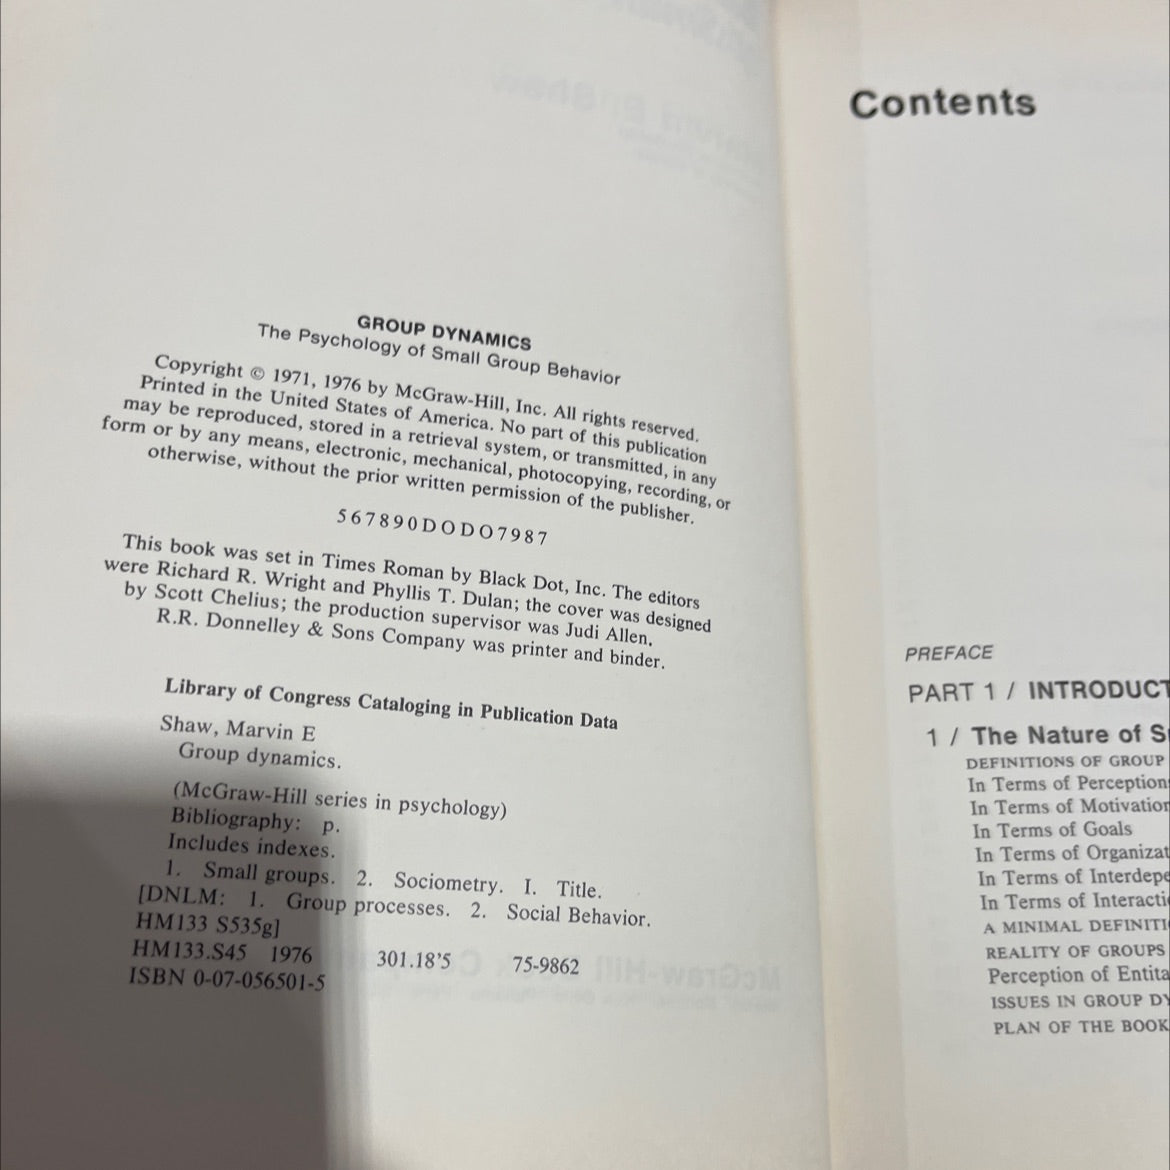 GROUP DYNAMICS
The Psychology of Small Group Behavior
Copyright © 1971, 1976 by McGraw-Hill, Inc. All rights reserved.
Printed in the United States of America. No part of this publication
may be reproduced, stored in a retrieval system, or transmitted, in any
form or by any means, electronic, mechanical, photocopying, recording, or
otherwise, without the prior written permission of the publisher.
5 6 7 8 9 0 D O D O 7 9 8 7
This book was set in Times Roman by Black Dot, Inc. The editors
were Richard R. Wright and Phyllis T. Dulan; the cover was designed
by Scott Chelius; the production supervisor was Judi Allen.
R.R. Donnelley & Sons Company was printer and binder.
Library of Congress Cataloging in Publication Data
Shaw, Marvin E
Group dynamics.
(McGraw-Hill series in psychology)
Bibliography: p.
Includes indexes.
1. Small groups. 2. Sociometry. I. Title.
[DNLM: 1. Group processes. 2. Social Behavior.
HM133 S535g]
HM133.S45 1976 301.18'5 75-9862
ISBN 0-07-056501-5
Contents
PREFACE
PART 1 / INTRODUCT
1 / The Nature of S
DEFINITIONS OF GROUP
In Terms of Perception
In Terms of Motivation
In Terms of Goals
In Terms of Organizat
In Terms of Interdepe
In Terms of Interacti
A MINIMAL DEFINITI
REALITY OF GROUPS
Perception of Entita
ISSUES IN GROUP DY
PLAN OF THE BOOK